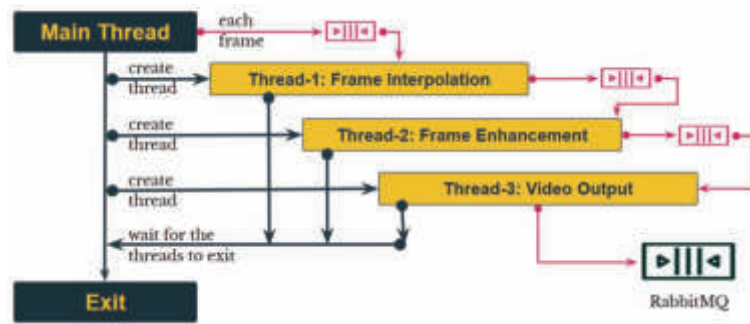 Main Thread
each
frame
create
thread
Thread-1: Frame Interpolation
create
thread
Thread-2: Frame Enhancement
create
thread
Thread-3: Video Output
wait for the
threads to exit
Exit
RabbitMQ